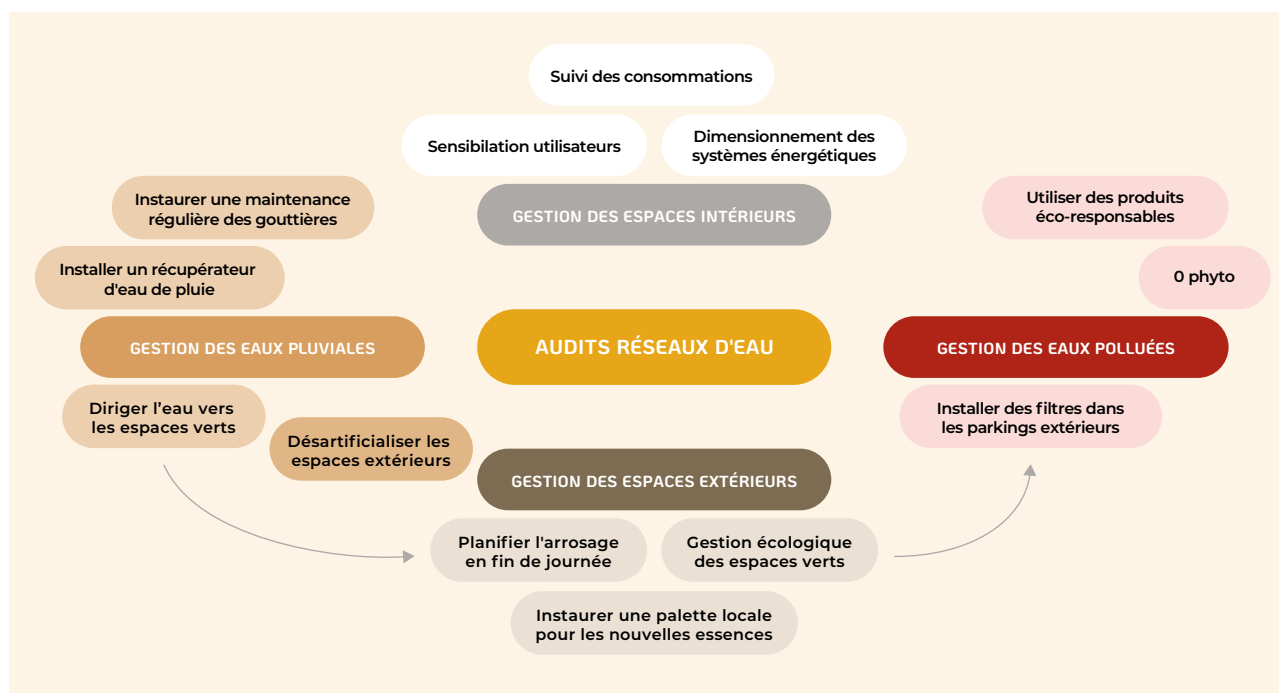 Suivi des consommations
Sensibilation utilisateurs
Dimensionnement des
systèmes énergétiques
GESTION DES ESPACES INTÉRIEURS
Instaurer une maintenance
régulière des gouttières
Installer un récupérateur
d'eau de pluie
GESTION DES EAUX PLUVIALES
Diriger l’eau vers
les espaces verts
Désartificialiser les
espaces extérieurs
AUDITS RÉSEAUX D'EAU
Utiliser des produits
éco-responsables
0 phyto
GESTION DES EAUX POLLUÉES
Installer des filtres dans
les parkings extérieurs
GESTION DES ESPACES EXTÉRIEURS
Planifier l'arrosage
en fin de journée
Gestion écologique
des espaces verts
Instaurer une palette locale
pour les nouvelles essences